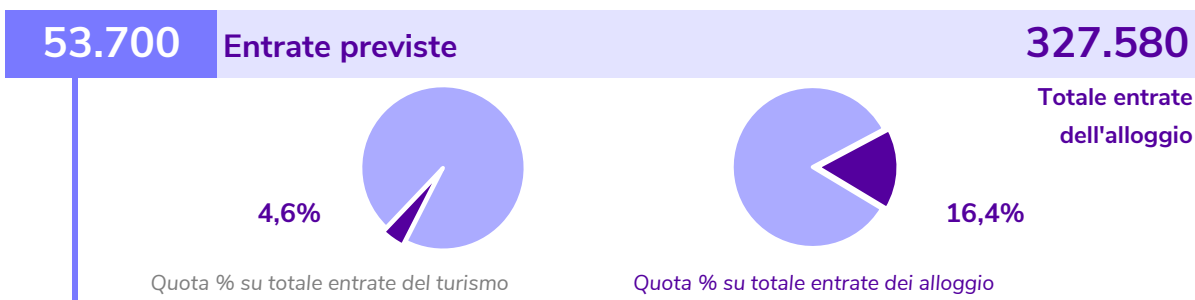 53.700 Entrate previste 327.580
Totale entrate
dell'alloggio
4,6%
16,4%
Quota % su totale entrate del turismo
Quota % su totale entrate dei alloggio